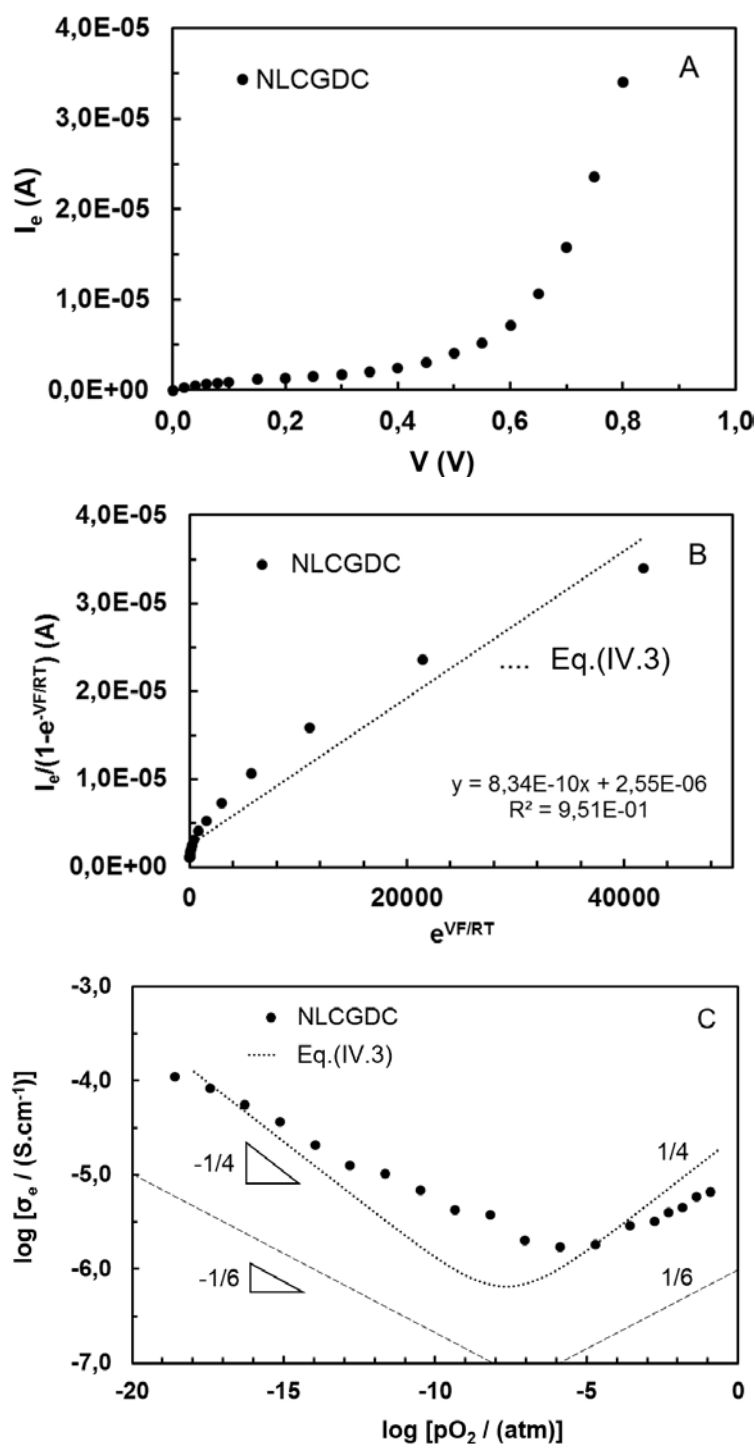 4,0E-05
NLCGDC
A
3,0E-05
2,0E-05
1,0E-05
0,0E+00
Iₑ (A)
0,0 0,2 0,4 0,6 0,8 1,0
V (V)
4,0E-05
NLCGDC
B
3,0E-05
.... Eq.(IV.3)
2,0E-05
1,0E-05
y = 8,34E-10x + 2,55E-06
R² = 9,51E-01
0,0E+00
Iₑ/(1-e^-VF/RT) (A)
0 20000 40000
e^VF/RT
-3,0
NLCGDC
C
Eq.(IV.3)
-4,0
-1/4
1/4
-5,0
-1/6
1/6
-6,0
-7,0
log [σₑ / (S.cm⁻¹)]
-20 -15 -10 -5 0
log [pO₂ / (atm)]